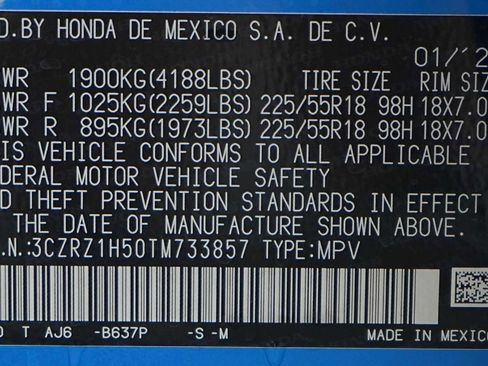 D.BY HONDA DE MEXICO S.A. DE C.V.
01/'2
WR 1900KG(4188LBS) TIRE SIZE RIM SIZ
WR F 1025KG(2259LBS) 225/55R18 98H 18X7.0
WR R 895KG(1973LBS) 225/55R18 98H 18X7.0
IS VEHICLE CONFORMS TO ALL APPLICABLE
EDERAL MOTOR VEHICLE SAFETY
D THEFT PREVENTION STANDARDS IN EFFECT
THE DATE OF MANUFACTURE SHOWN ABOVE.
.N.:3CZRZ1H50TM733857 TYPE:MPV
T AJ6 -B637P -S -M MADE IN MEXICO